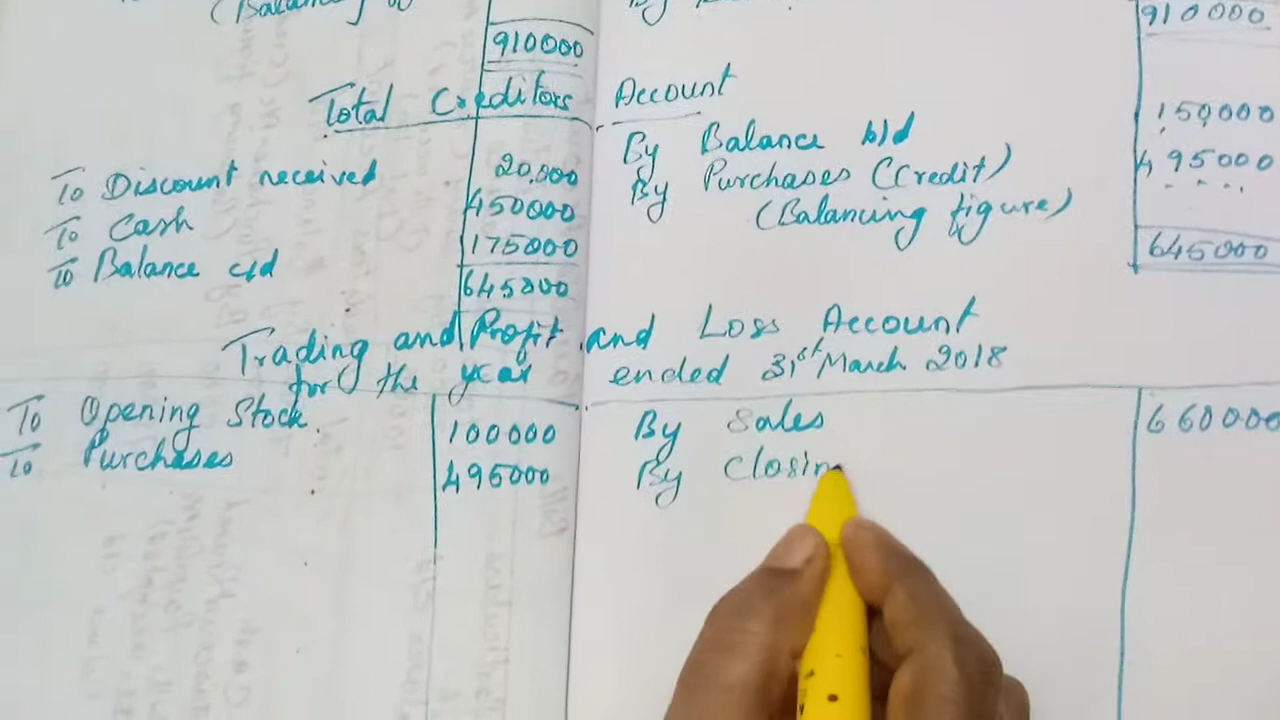 (Balance) By
910000
910000
Total Creditors Account
To Discount received 20,000 By Balance b/d 150000
To Cash 450000 By Purchases (Credit) 495000
To Balance c/d 175000 (Balancing figure)
645000 645000
Trading and Profit and Loss Account
for the year ended 31st March 2018
To Opening Stock 100000 By Sales 660000
To Purchases 495000 By Closin